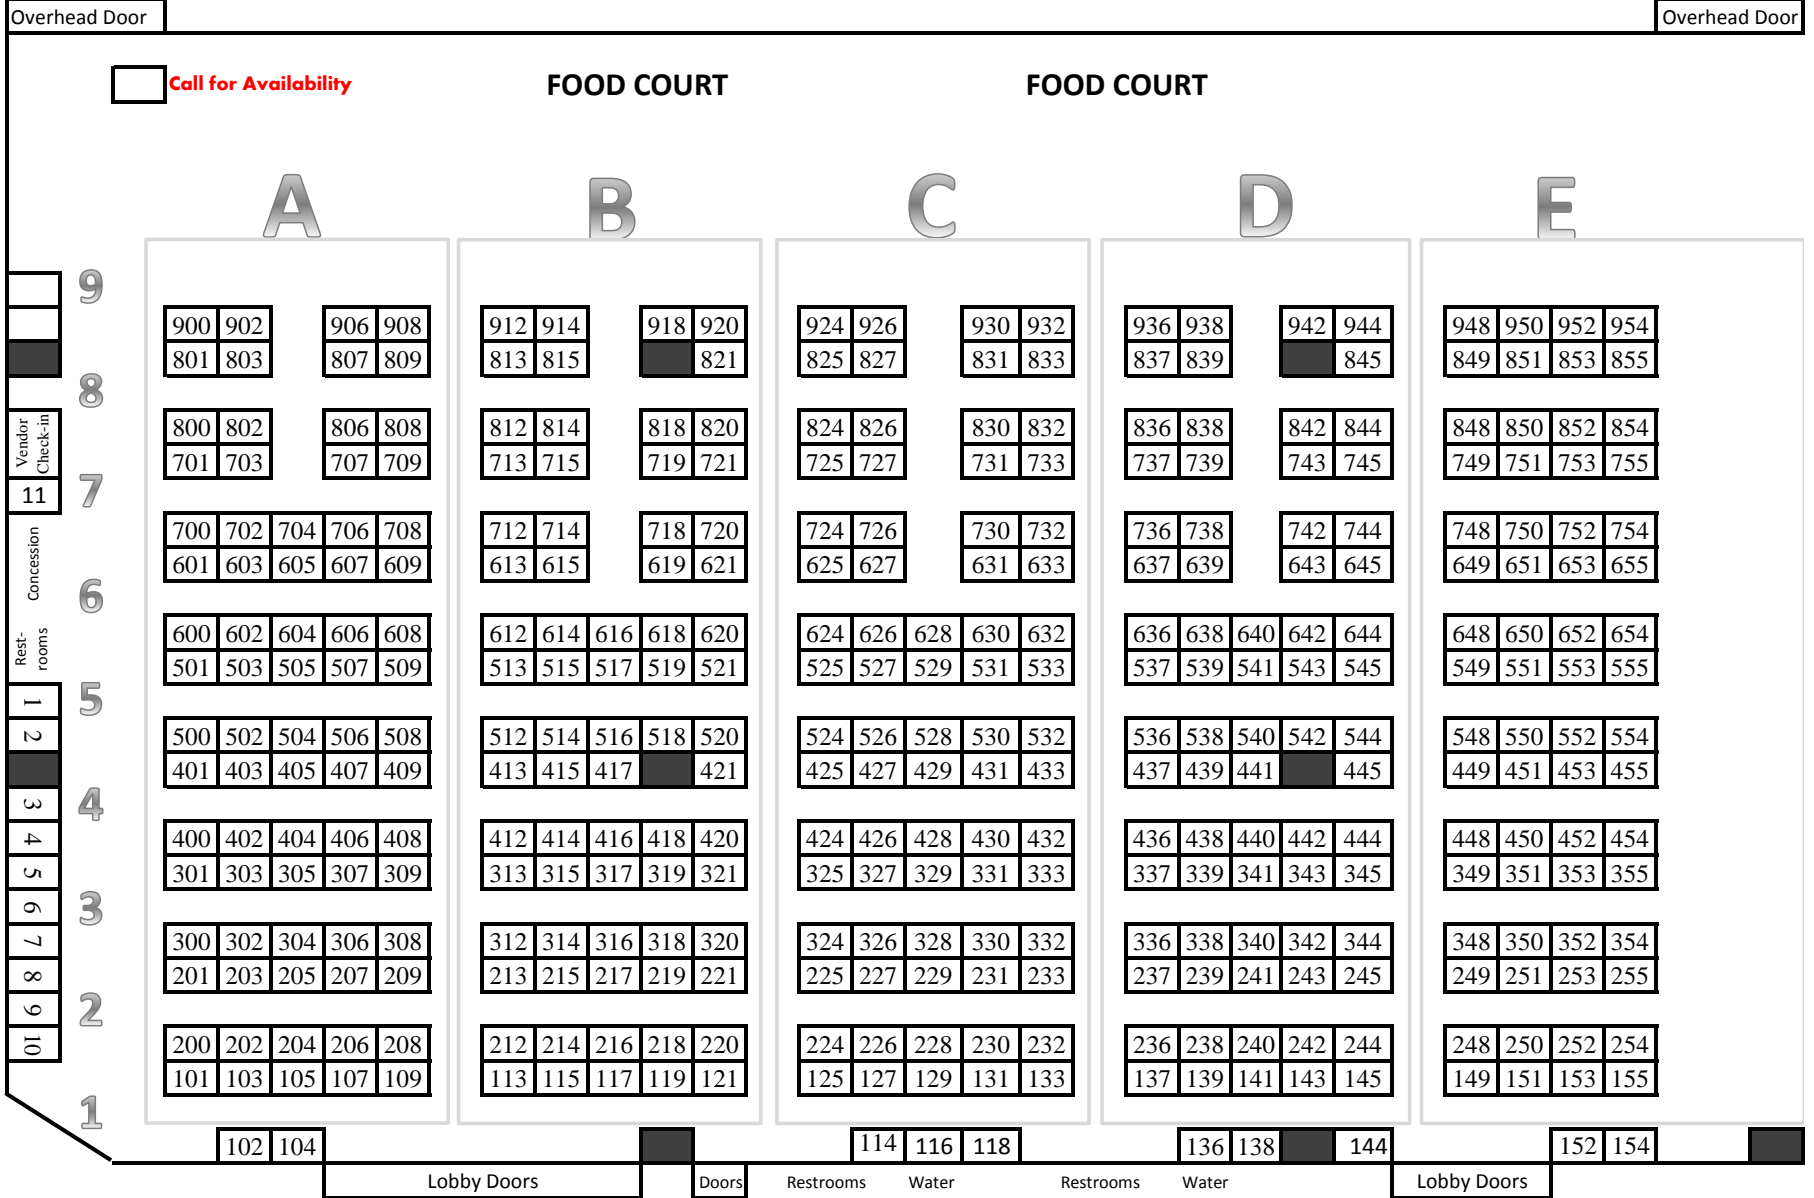 Overhead Door Overhead Door
Call for Availability FOOD COURT FOOD COURT
A B C D E
9
900 902 906 908 912 914 918 920 924 926 930 932 936 938 942 944 948 950 952 954
801 803 807 809 813 815 821 825 827 831 833 837 839 845 849 851 853 855
8
800 802 806 808 812 814 818 820 824 826 830 832 836 838 842 844 848 850 852 854
701 703 707 709 713 715 719 721 725 727 731 733 737 739 743 745 749 751 753 755
Vendor
Check-in
11 7
700 702 704 706 708 712 714 718 720 724 726 730 732 736 738 742 744 748 750 752 754
601 603 605 607 609 613 615 619 621 625 627 631 633 637 639 643 645 649 651 653 655
Concession
6
600 602 604 606 608 612 614 616 618 620 624 626 628 630 632 636 638 640 642 644 648 650 652 654
501 503 505 507 509 513 515 517 519 521 525 527 529 531 533 537 539 541 543 545 549 551 553 555
Rest-
rooms
1 5
2 500 502 504 506 508 512 514 516 518 520 524 526 528 530 532 536 538 540 542 544 548 550 552 554
401 403 405 407 409 413 415 417 421 425 427 429 431 433 437 439 441 445 449 451 453 455
3 4
4 400 402 404 406 408 412 414 416 418 420 424 426 428 430 432 436 438 440 442 444 448 450 452 454
5 301 303 305 307 309 313 315 317 319 321 325 327 329 331 333 337 339 341 343 345 349 351 353 355
6 3
7 300 302 304 306 308 312 314 316 318 320 324 326 328 330 332 336 338 340 342 344 348 350 352 354
8 201 203 205 207 209 213 215 217 219 221 225 227 229 231 233 237 239 241 243 245 249 251 253 255
9 2
10 200 202 204 206 208 212 214 216 218 220 224 226 228 230 232 236 238 240 242 244 248 250 252 254
101 103 105 107 109 113 115 117 119 121 125 127 129 131 133 137 139 141 143 145 149 151 153 155
1
102 104 114 116 118 136 138 144 152 154
Lobby Doors Doors Restrooms Water Restrooms Water Lobby Doors